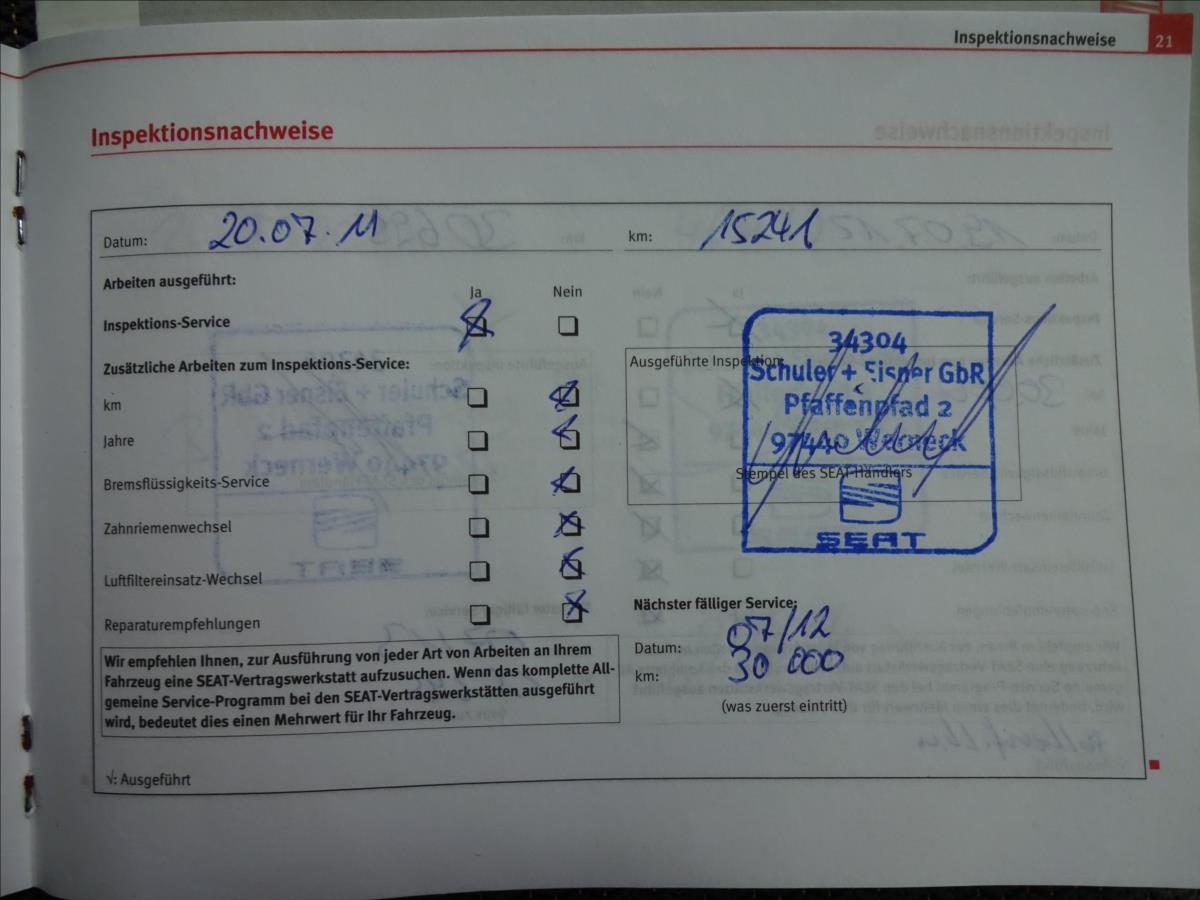 Inspektionsnachweise 21
Inspektionsnachweise
Datum: 20.07.11
km: 15241
Arbeiten ausgeführt:
Ja Nein
Inspektions-Service
Zusätzliche Arbeiten zum Inspektions-Service:
km
Jahre
Bremsflüssigkeits-Service
Zahnriemenwechsel
Luftfiltereinsatz-Wechsel
Reparaturempfehlungen
Wir empfehlen Ihnen, zur Ausführung von jeder Art von Arbeiten an Ihrem
Fahrzeug eine SEAT-Vertragswerkstatt aufzusuchen. Wenn das komplette All-
gemeine Service-Programm bei den SEAT-Vertragswerkstätten ausgeführt
wird, bedeutet dies einen Mehrwert für Ihr Fahrzeug.
√: Ausgeführt
Ausgeführte Inspektion:
34304
Schuler + Eisner GbR
Pfaffenpfad 2
97440 Werneck
Stempel des SEAT-Händlers
SEAT
Nächster fälliger Service:
Datum: 07/12
km: 30 000
(was zuerst eintritt)